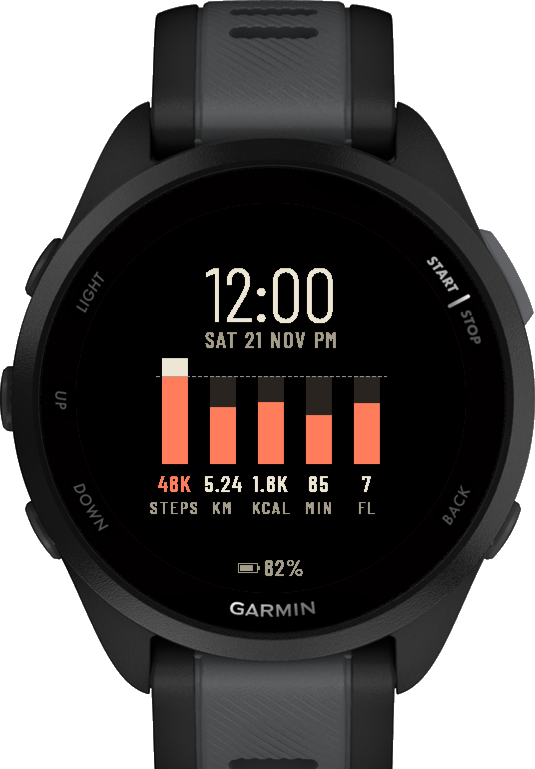 START
STOP
LIGHT
12:00
SAT 21 NOV PM
UP
48K 5.24 1.8K 85 7
STEPS KM KCAL MIN FL
DOWN
BACK
82%
GARMIN